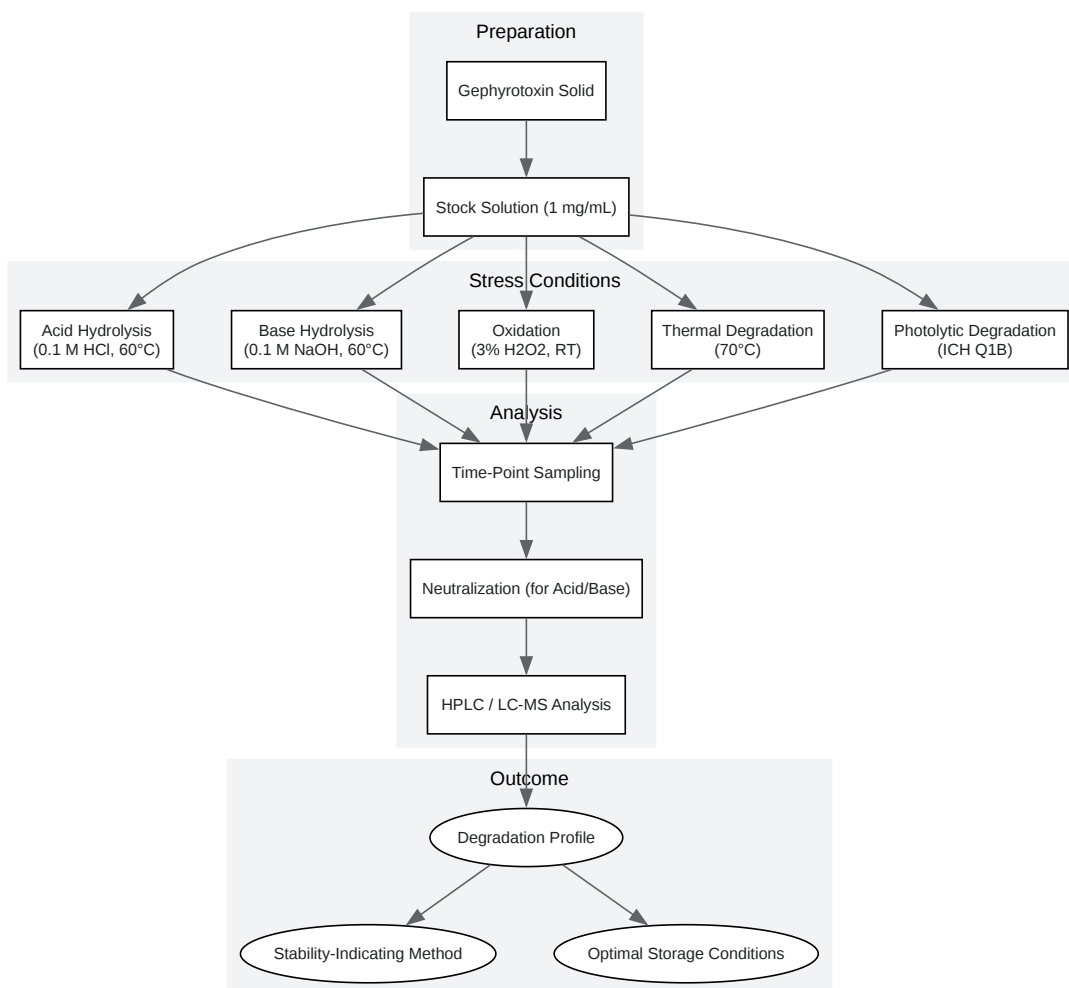 Preparation
Gephyrotoxin Solid
Stock Solution (1 mg/mL)
Stress Conditions
Acid Hydrolysis
(0.1 M HCl, 60°C)
Base Hydrolysis
(0.1 M NaOH, 60°C)
Oxidation
(3% H2O2, RT)
Thermal Degradation
(70°C)
Photolytic Degradation
(ICH Q1B)
Analysis
Time-Point Sampling
Neutralization (for Acid/Base)
HPLC / LC-MS Analysis
Outcome
Degradation Profile
Stability-Indicating Method
Optimal Storage Conditions